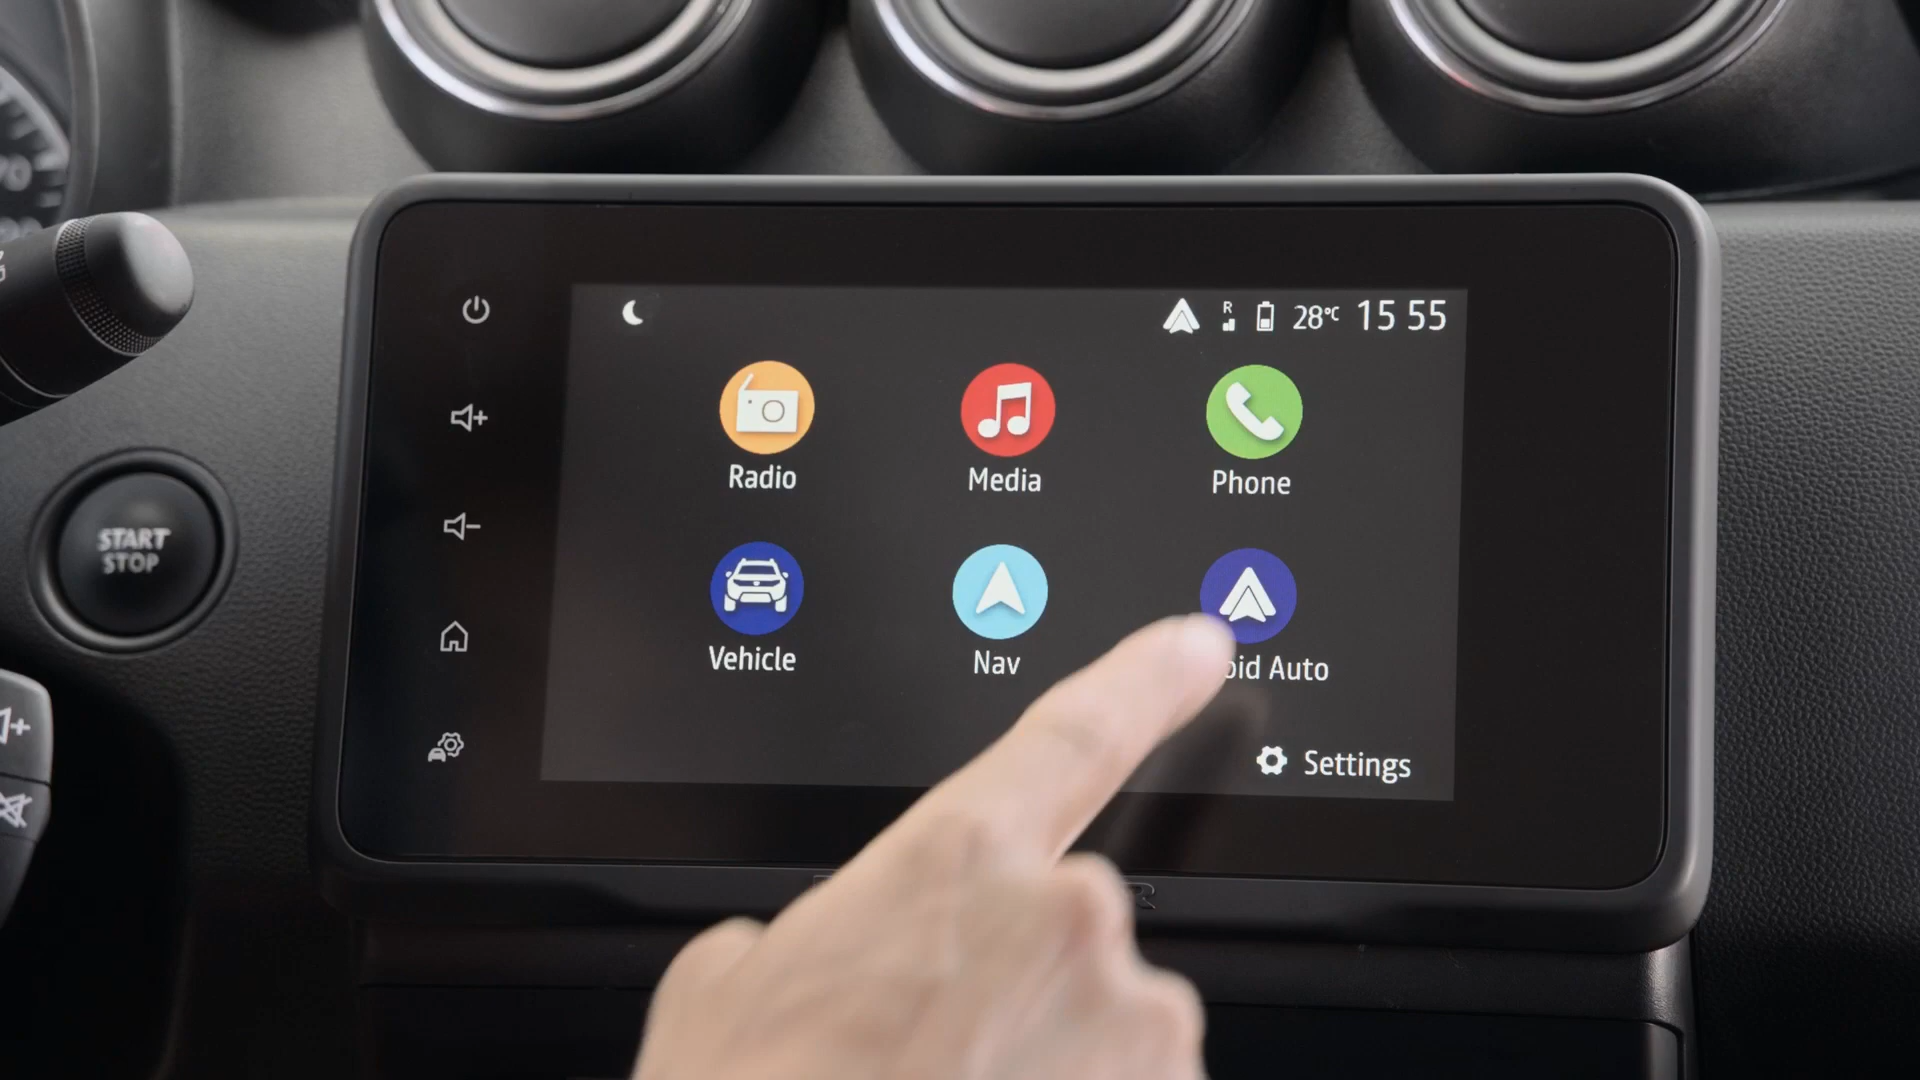 R
28°C 15 55
Radio
Media
Phone
START
STOP
Vehicle
Nav
oid Auto
Settings